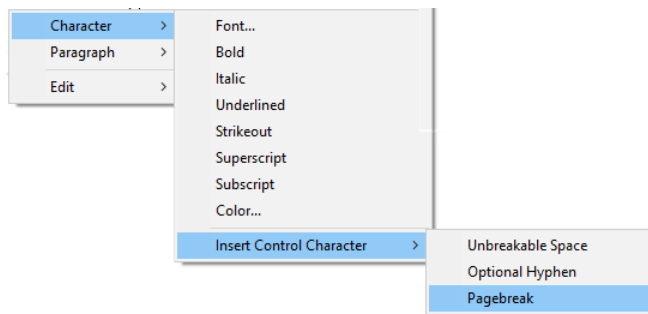 Character >
Paragraph >
Edit >
Font...
Bold
Italic
Underlined
Strikeout
Superscript
Subscript
Color...
Insert Control Character >
Unbreakable Space
Optional Hyphen
Pagebreak